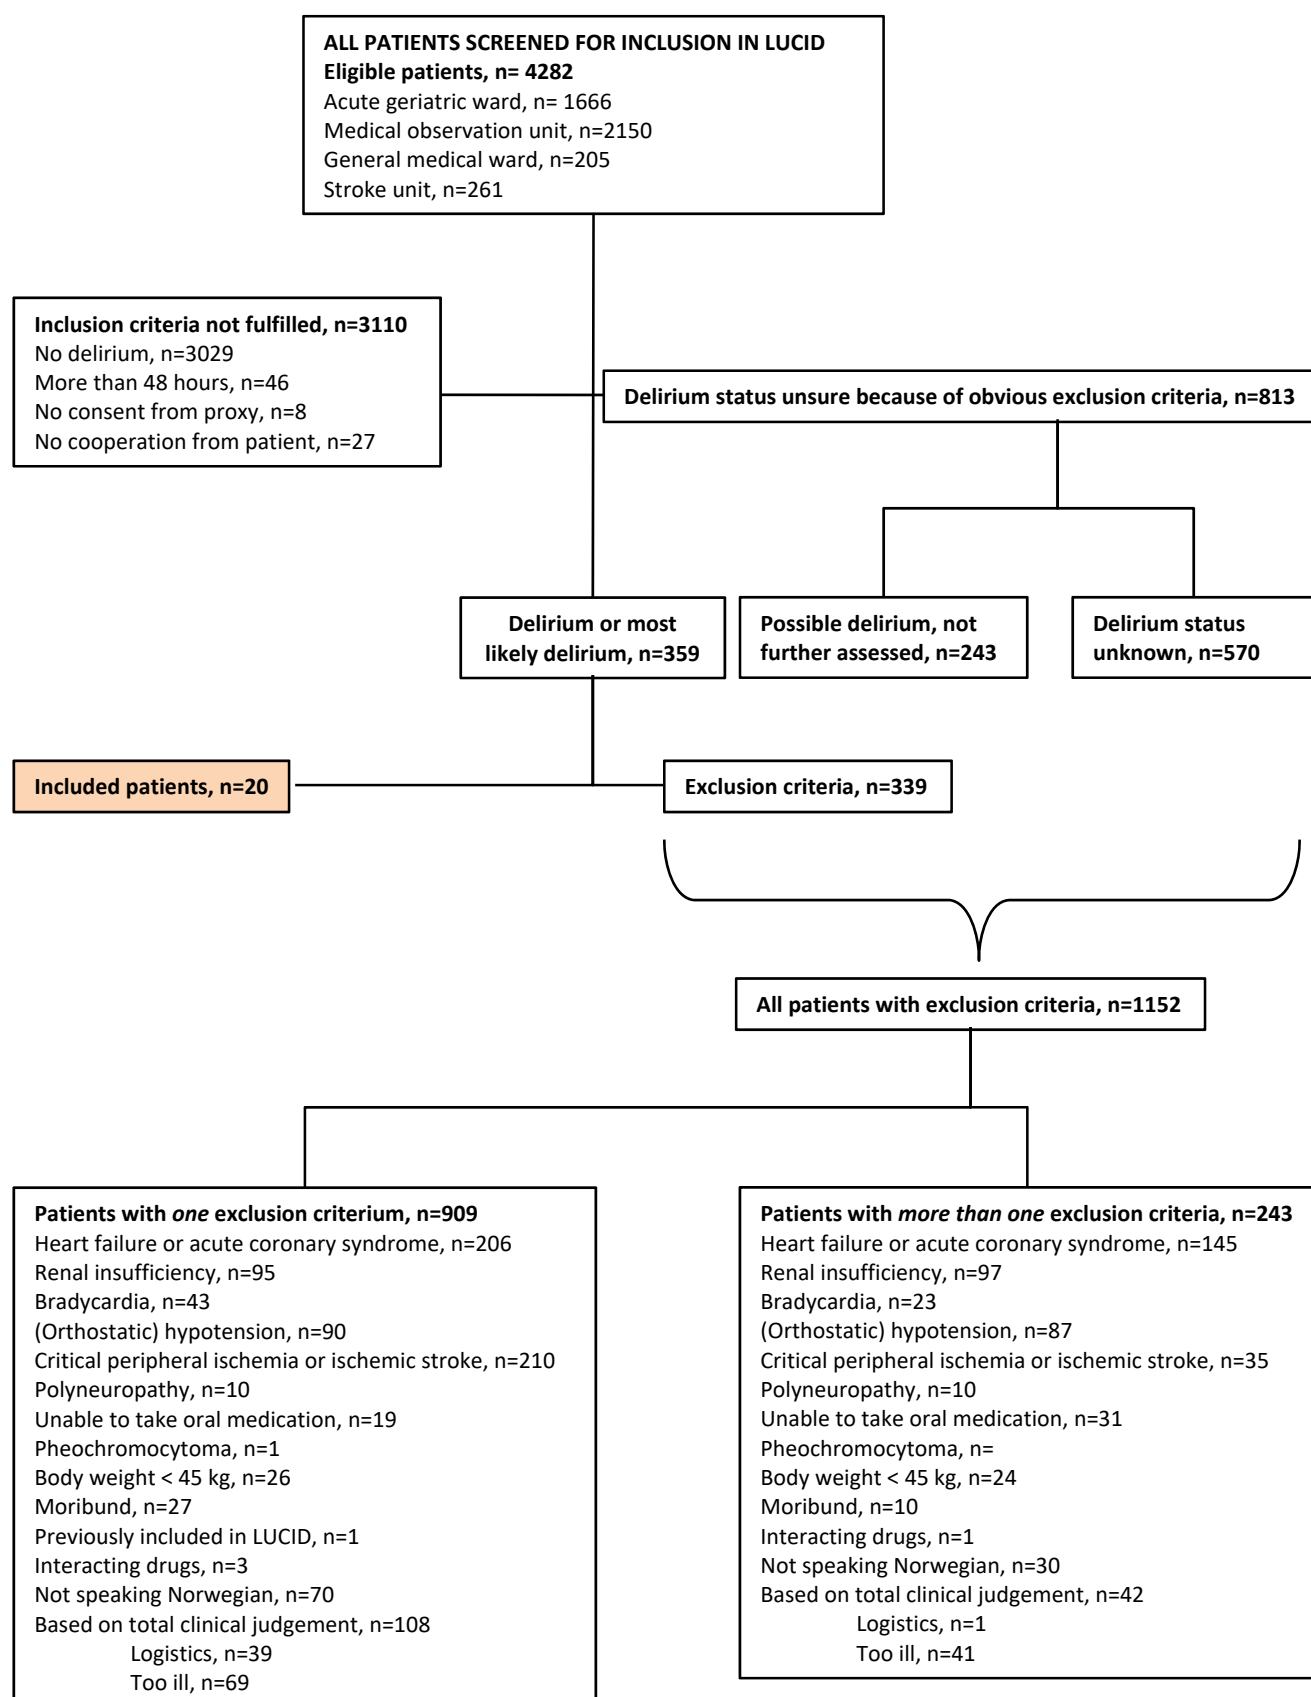 ALL PATIENTS SCREENED FOR INCLUSION IN LUCID
Eligible patients, n= 4282
Acute geriatric ward, n= 1666
Medical observation unit, n=2150
General medical ward, n=205
Stroke unit, n=261
Inclusion criteria not fulfilled, n=3110
No delirium, n=3029
More than 48 hours, n=46
No consent from proxy, n=8
No cooperation from patient, n=27
Delirium status unsure because of obvious exclusion criteria, n=813
Delirium or most
likely delirium, n=359
Possible delirium, not
further assessed, n=243
Delirium status
unknown, n=570
Included patients, n=20
Exclusion criteria, n=339
All patients with exclusion criteria, n=1152
Patients with one exclusion criterium, n=909
Heart failure or acute coronary syndrome, n=206
Renal insufficiency, n=95
Bradycardia, n=43
(Orthostatic) hypotension, n=90
Critical peripheral ischemia or ischemic stroke, n=210
Polyneuropathy, n=10
Unable to take oral medication, n=19
Pheochromocytoma, n=1
Body weight < 45 kg, n=26
Moribund, n=27
Previously included in LUCID, n=1
Interacting drugs, n=3
Not speaking Norwegian, n=70
Based on total clinical judgement, n=108
Logistics, n=39
Too ill, n=69
Patients with more than one exclusion criteria, n=243
Heart failure or acute coronary syndrome, n=145
Renal insufficiency, n=97
Bradycardia, n=23
(Orthostatic) hypotension, n=87
Critical peripheral ischemia or ischemic stroke, n=35
Polyneuropathy, n=10
Unable to take oral medication, n=31
Pheochromocytoma, n=
Body weight < 45 kg, n=24
Moribund, n=10
Interacting drugs, n=1
Not speaking Norwegian, n=30
Based on total clinical judgement, n=42
Logistics, n=1
Too ill, n=41